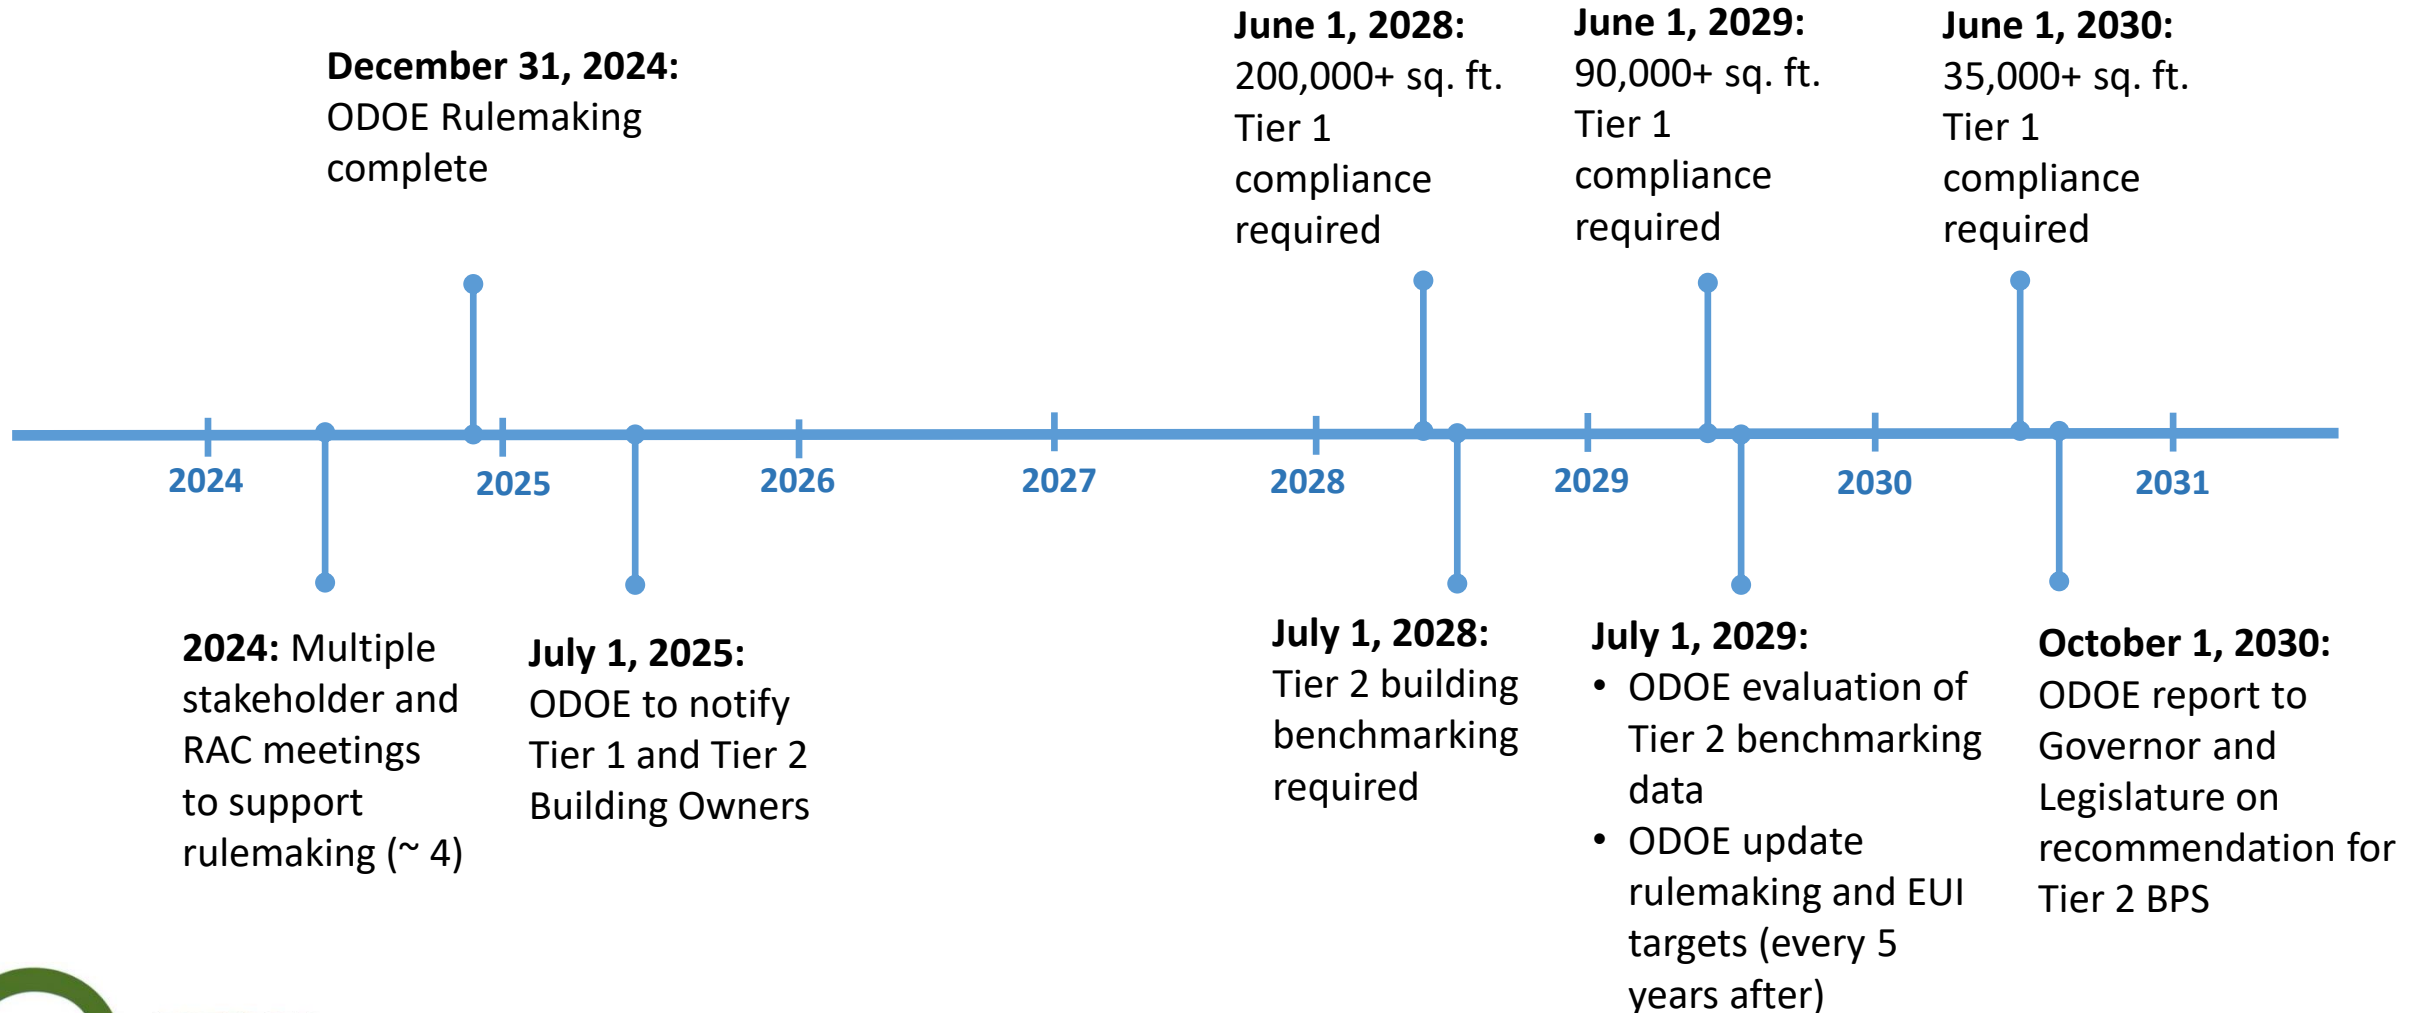 December 31, 2024:
ODOE Rulemaking
complete
June 1, 2028:
200,000+ sq. ft.
Tier 1
compliance
required
June 1, 2029:
90,000+ sq. ft.
Tier 1
compliance
required
June 1, 2030:
35,000+ sq. ft.
Tier 1
compliance
required
2024
2025
2026
2027
2028
2029
2030
2031
2024: Multiple
stakeholder and
RAC meetings
to support
rulemaking (~ 4)
July 1, 2025:
ODOE to notify
Tier 1 and Tier 2
Building Owners
July 1, 2028:
Tier 2 building
benchmarking
required
July 1, 2029:
• ODOE evaluation of
Tier 2 benchmarking
data
• ODOE update
rulemaking and EUI
targets (every 5
years after)
October 1, 2030:
ODOE report to
Governor and
Legislature on
recommendation for
Tier 2 BPS